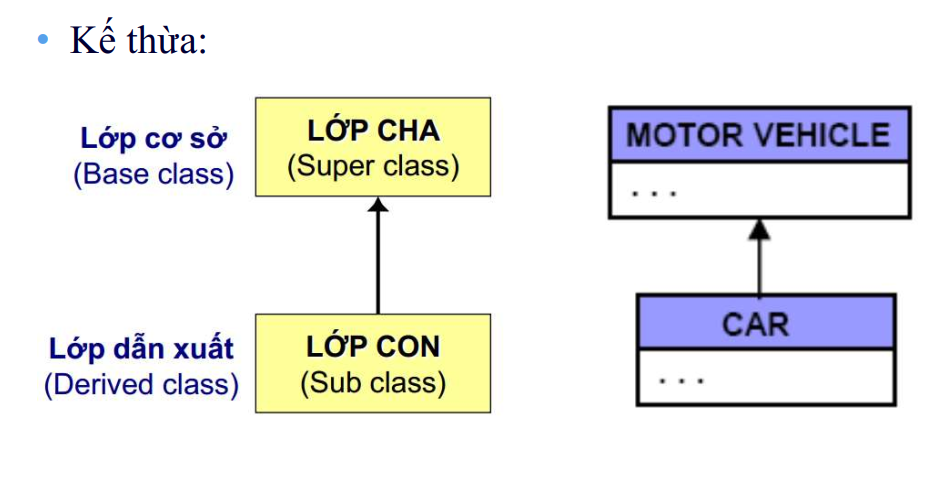 • Kế thừa:
Lớp cơ sở
(Base class)
LỚP CHA
(Super class)
Lớp dẫn xuất
(Derived class)
LỚP CON
(Sub class)
MOTOR VEHICLE
...
CAR
...